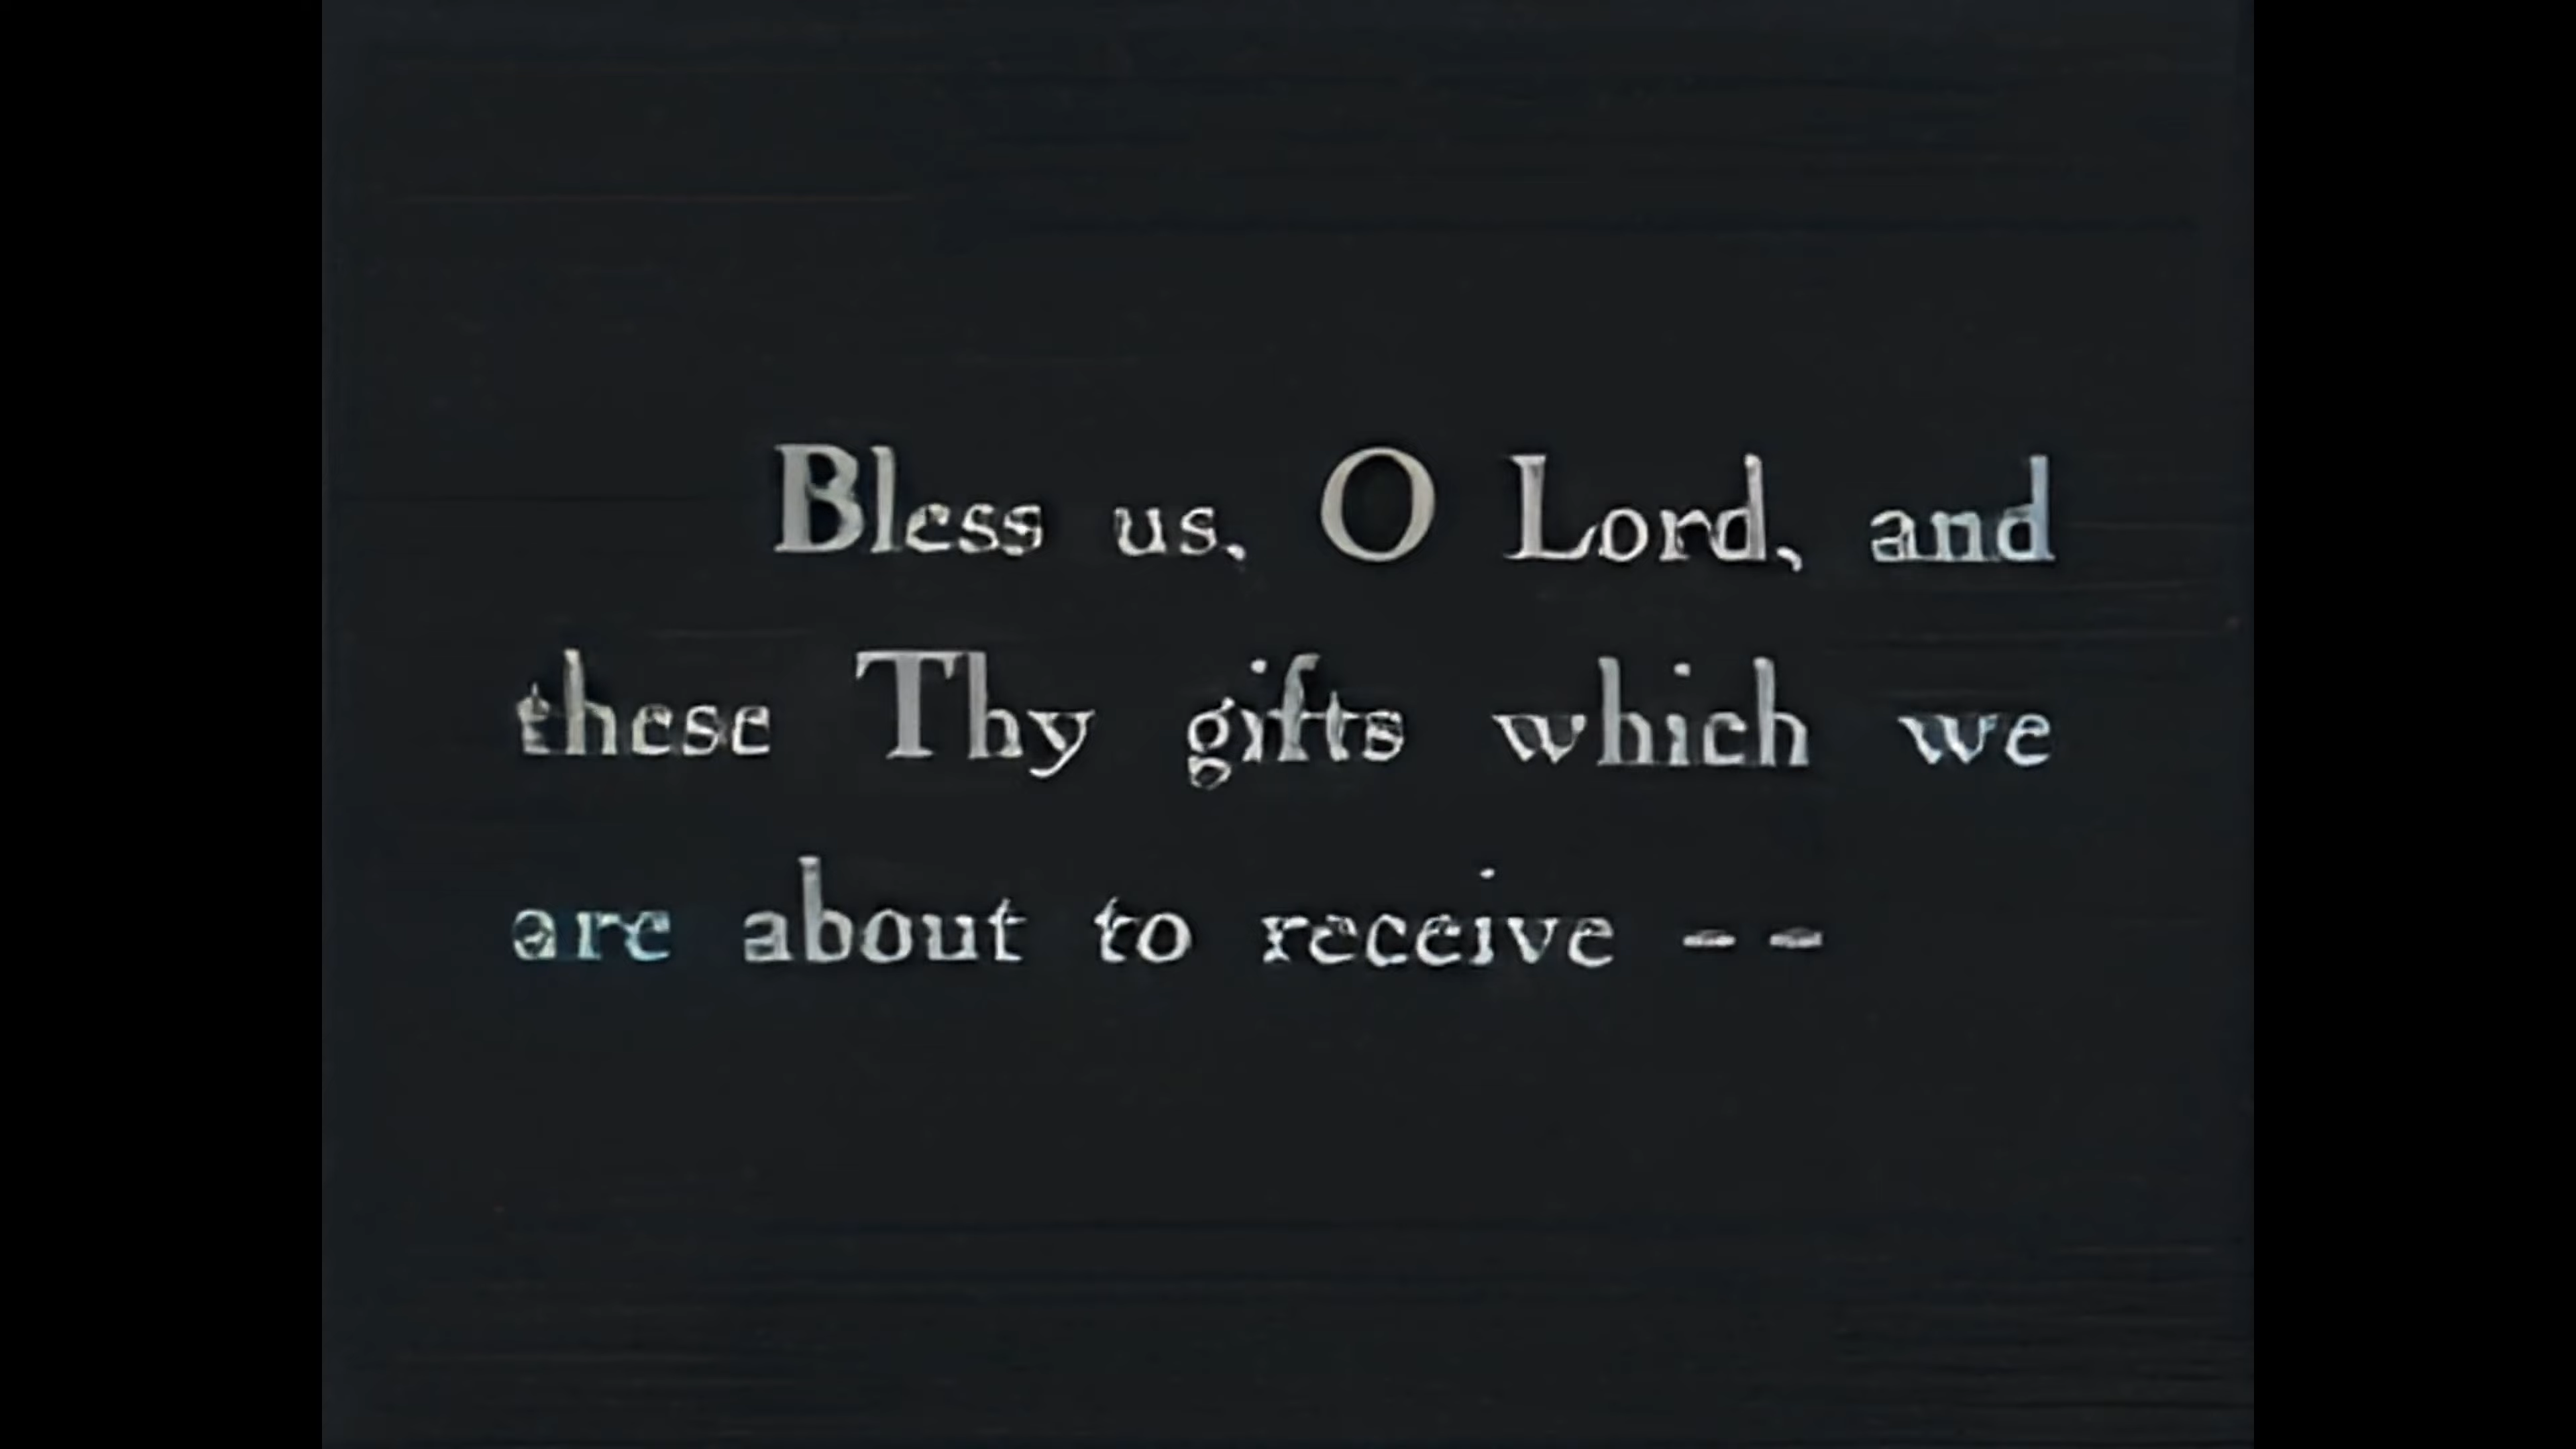 Bless us, O Lord, and
these Thy gifts which we
are about to receive --